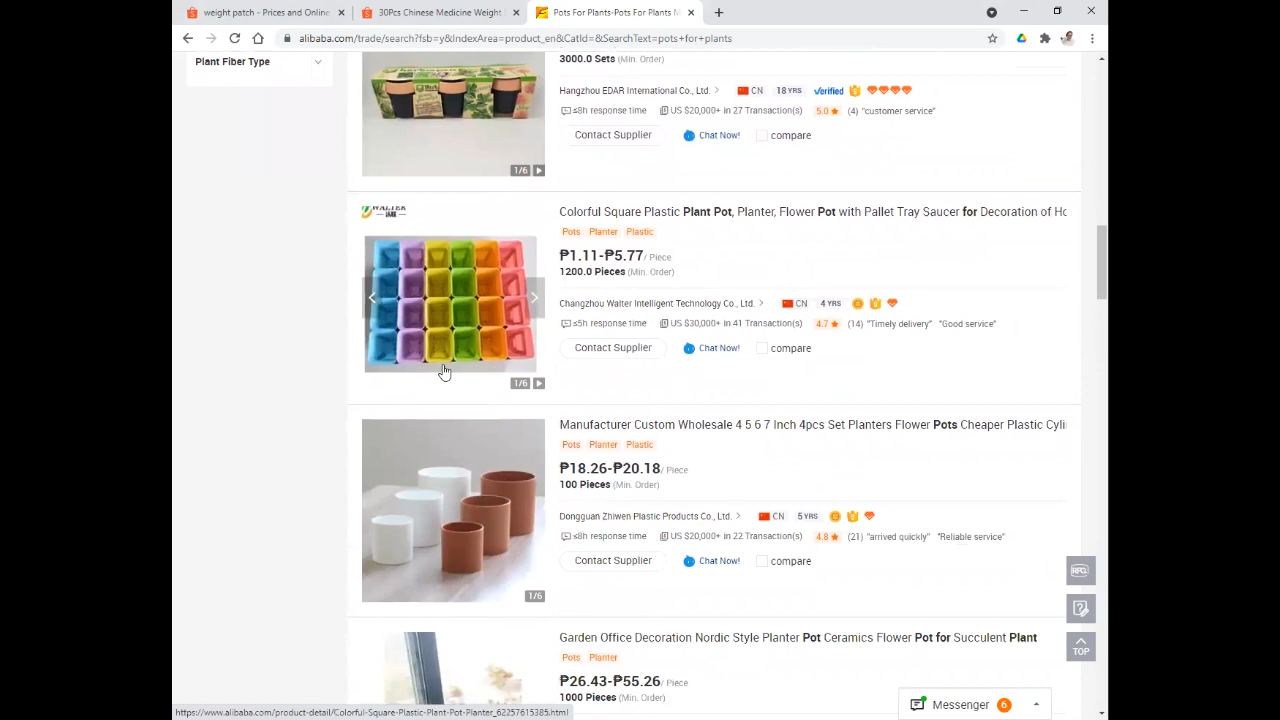 weight patch - Prices and Online
30Pcs Chinese Medicine Weight
Pots For Plants-Pots For Plants M
alibaba.com/trade/search?fsb=y&IndexArea=product_en&CatId=&SearchText=pots+for+plants
Plant Fiber Type
3000.0 Sets (Min. Order)
Hangzhou EDAR International Co., Ltd. CN 18 YRS Verified
≤8h response time US $20,000+ in 27 Transaction(s) 5.0 (4) "customer service"
Contact Supplier Chat Now! compare
1/6
WALTER
Colorful Square Plastic Plant Pot, Planter, Flower Pot with Pallet Tray Saucer for Decoration of Ho
Pots Planter Plastic
₱1.11-₱5.77/ Piece
1200.0 Pieces (Min. Order)
Changzhou Walter Intelligent Technology Co., Ltd. CN 4 YRS
≤5h response time US $30,000+ in 41 Transaction(s) 4.7 (14) "Timely delivery" "Good service"
Contact Supplier Chat Now! compare
1/6
Manufacturer Custom Wholesale 4 5 6 7 Inch 4pcs Set Planters Flower Pots Cheaper Plastic Cyli
Pots Planter Plastic
₱18.26-₱20.18/ Piece
100 Pieces (Min. Order)
Dongguan Zhiwen Plastic Products Co., Ltd. CN 5 YRS
≤8h response time US $20,000+ in 22 Transaction(s) 4.8 (21) "arrived quickly" "Reliable service"
Contact Supplier Chat Now! compare
RFQ
1/6
Garden Office Decoration Nordic Style Planter Pot Ceramics Flower Pot for Succulent Plant
TOP
Pots Planter
₱26.43-₱55.26/ Piece
1000 Pieces (Min. Order)
Messenger 6
https://www.alibaba.com/product-detail/Colorful-Square-Plastic-Plant-Pot-Planter_62257615385.html